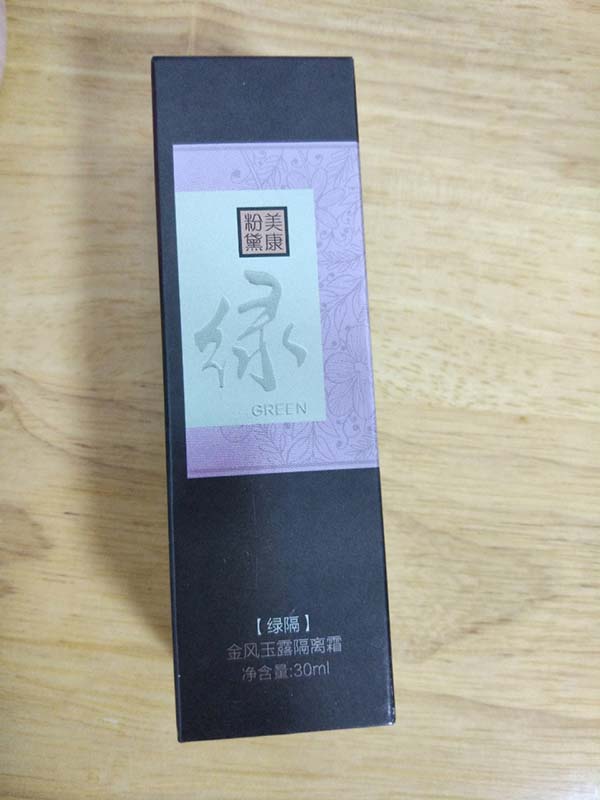 美康
粉黛
绿
GREEN
【绿隔】
金风玉露隔离霜
净含量:30ml